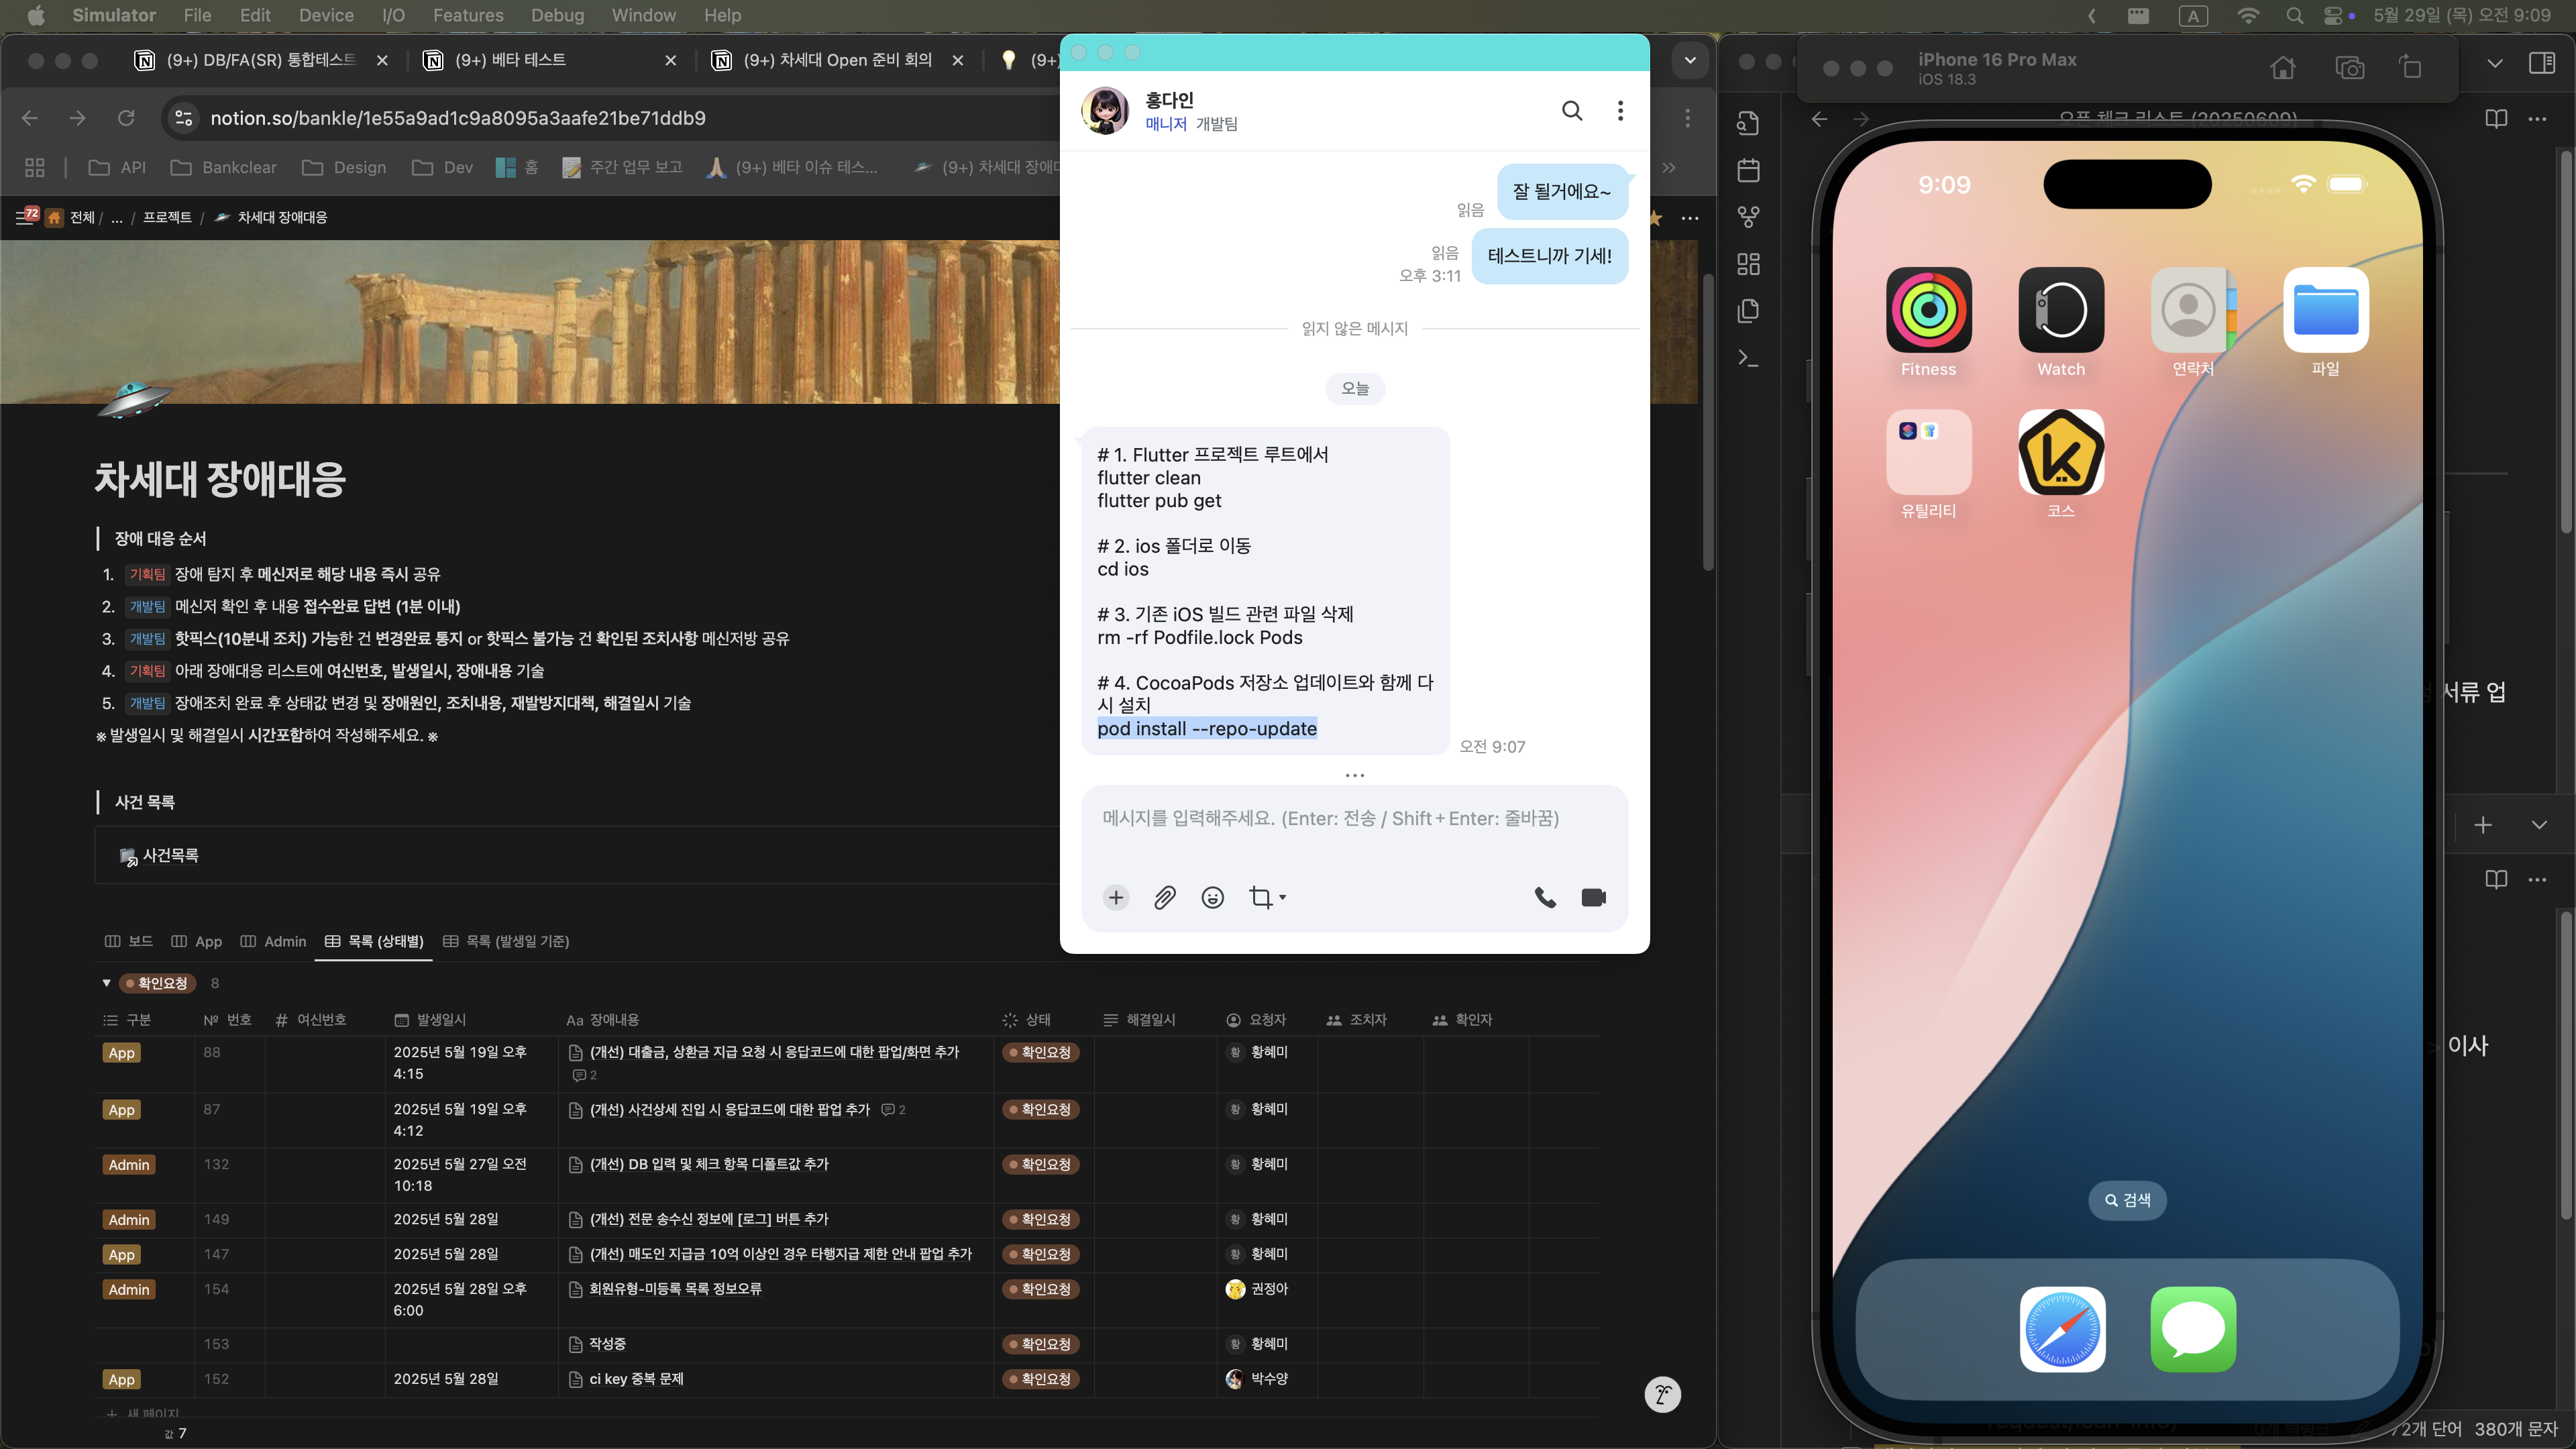 Simulator File Edit Device I/O Features Debug Window Help
A 5월 29일 (목) 오전 9:09
(9+) DB/FA(SR) 통합테스트
(9+) 베타 테스트
(9+) 차세대 Open 준비 회의
(9+)
notion.so/bankle/1e55a9ad1c9a8095a3aafe21be71ddb9
API Bankclear Design Dev 홈 주간 업무 보고 (9+) 베타 이슈 테스... (9+) 차세대 장애대
72 전체 / ... / 프로젝트 / 차세대 장애대응
차세대 장애대응
장애 대응 순서
1. 기획팀 장애 탐지 후 메신저로 해당 내용 즉시 공유
2. 개발팀 메신저 확인 후 내용 접수완료 답변 (1분 이내)
3. 개발팀 핫픽스(10분내 조치) 가능한 건 변경완료 통지 or 핫픽스 불가능 건 확인된 조치사항 메신저방 공유
4. 기획팀 아래 장애대응 리스트에 여신번호, 발생일시, 장애내용 기술
5. 개발팀 장애조치 완료 후 상태값 변경 및 장애원인, 조치내용, 재발방지대책, 해결일시 기술
※ 발생일시 및 해결일시 시간포함하여 작성해주세요. ※
사건 목록
사건목록
보드 App Admin 목록 (상태별) 목록 (발생일 기준)
확인요청 8
구분 № 번호 # 여신번호 발생일시 Aa 장애내용 상태 해결일시 요청자 조치자 확인자
App 88 2025년 5월 19일 오후 4:15 (개선) 대출금, 상환금 지급 요청 시 응답코드에 대한 팝업/화면 추가 2 확인요청 황 황혜미
App 87 2025년 5월 19일 오후 4:12 (개선) 사건상세 진입 시 응답코드에 대한 팝업 추가 2 확인요청 황 황혜미
Admin 132 2025년 5월 27일 오전 10:18 (개선) DB 입력 및 체크 항목 디폴트값 추가 확인요청 황 황혜미
Admin 149 2025년 5월 28일 (개선) 전문 송수신 정보에 [로그] 버튼 추가 확인요청 황 황혜미
App 147 2025년 5월 28일 (개선) 매도인 지급금 10억 이상인 경우 타행지급 제한 안내 팝업 추가 확인요청 황 황혜미
Admin 154 2025년 5월 28일 오후 6:00 회원유형-미등록 목록 정보오류 확인요청 권정아
153 작성중 확인요청 황 황혜미
App 152 2025년 5월 28일 ci key 중복 문제 확인요청 박수양
+ 새 페이지
값 7
홍다인
매니저 개발팀
읽음 잘 될거에요~
읽음 테스트니까 기세!
오후 3:11
읽지 않은 메시지
오늘
# 1. Flutter 프로젝트 루트에서
flutter clean
flutter pub get
# 2. ios 폴더로 이동
cd ios
# 3. 기존 iOS 빌드 관련 파일 삭제
rm -rf Podfile.lock Pods
# 4. CocoaPods 저장소 업데이트와 함께 다
시 설치
pod install --repo-update
오전 9:07
메시지를 입력해주세요. (Enter: 전송 / Shift+Enter: 줄바꿈)
iPhone 16 Pro Max
iOS 18.3
오픈 체크 리스트 (20250609)
9:09
Fitness Watch 연락처 파일
유틸리티 코스
검색
서류 업
> 이사
72개 단어 380개 문자